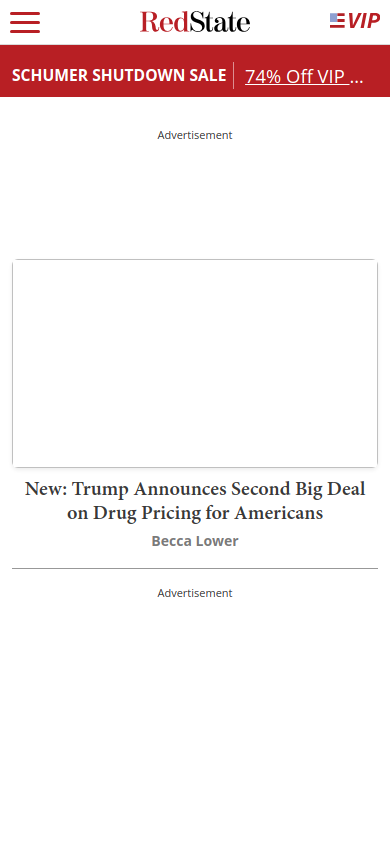 RedState
VIP
SCHUMER SHUTDOWN SALE
74% Off VIP ...
Advertisement
New: Trump Announces Second Big Deal
on Drug Pricing for Americans
Becca Lower
Advertisement